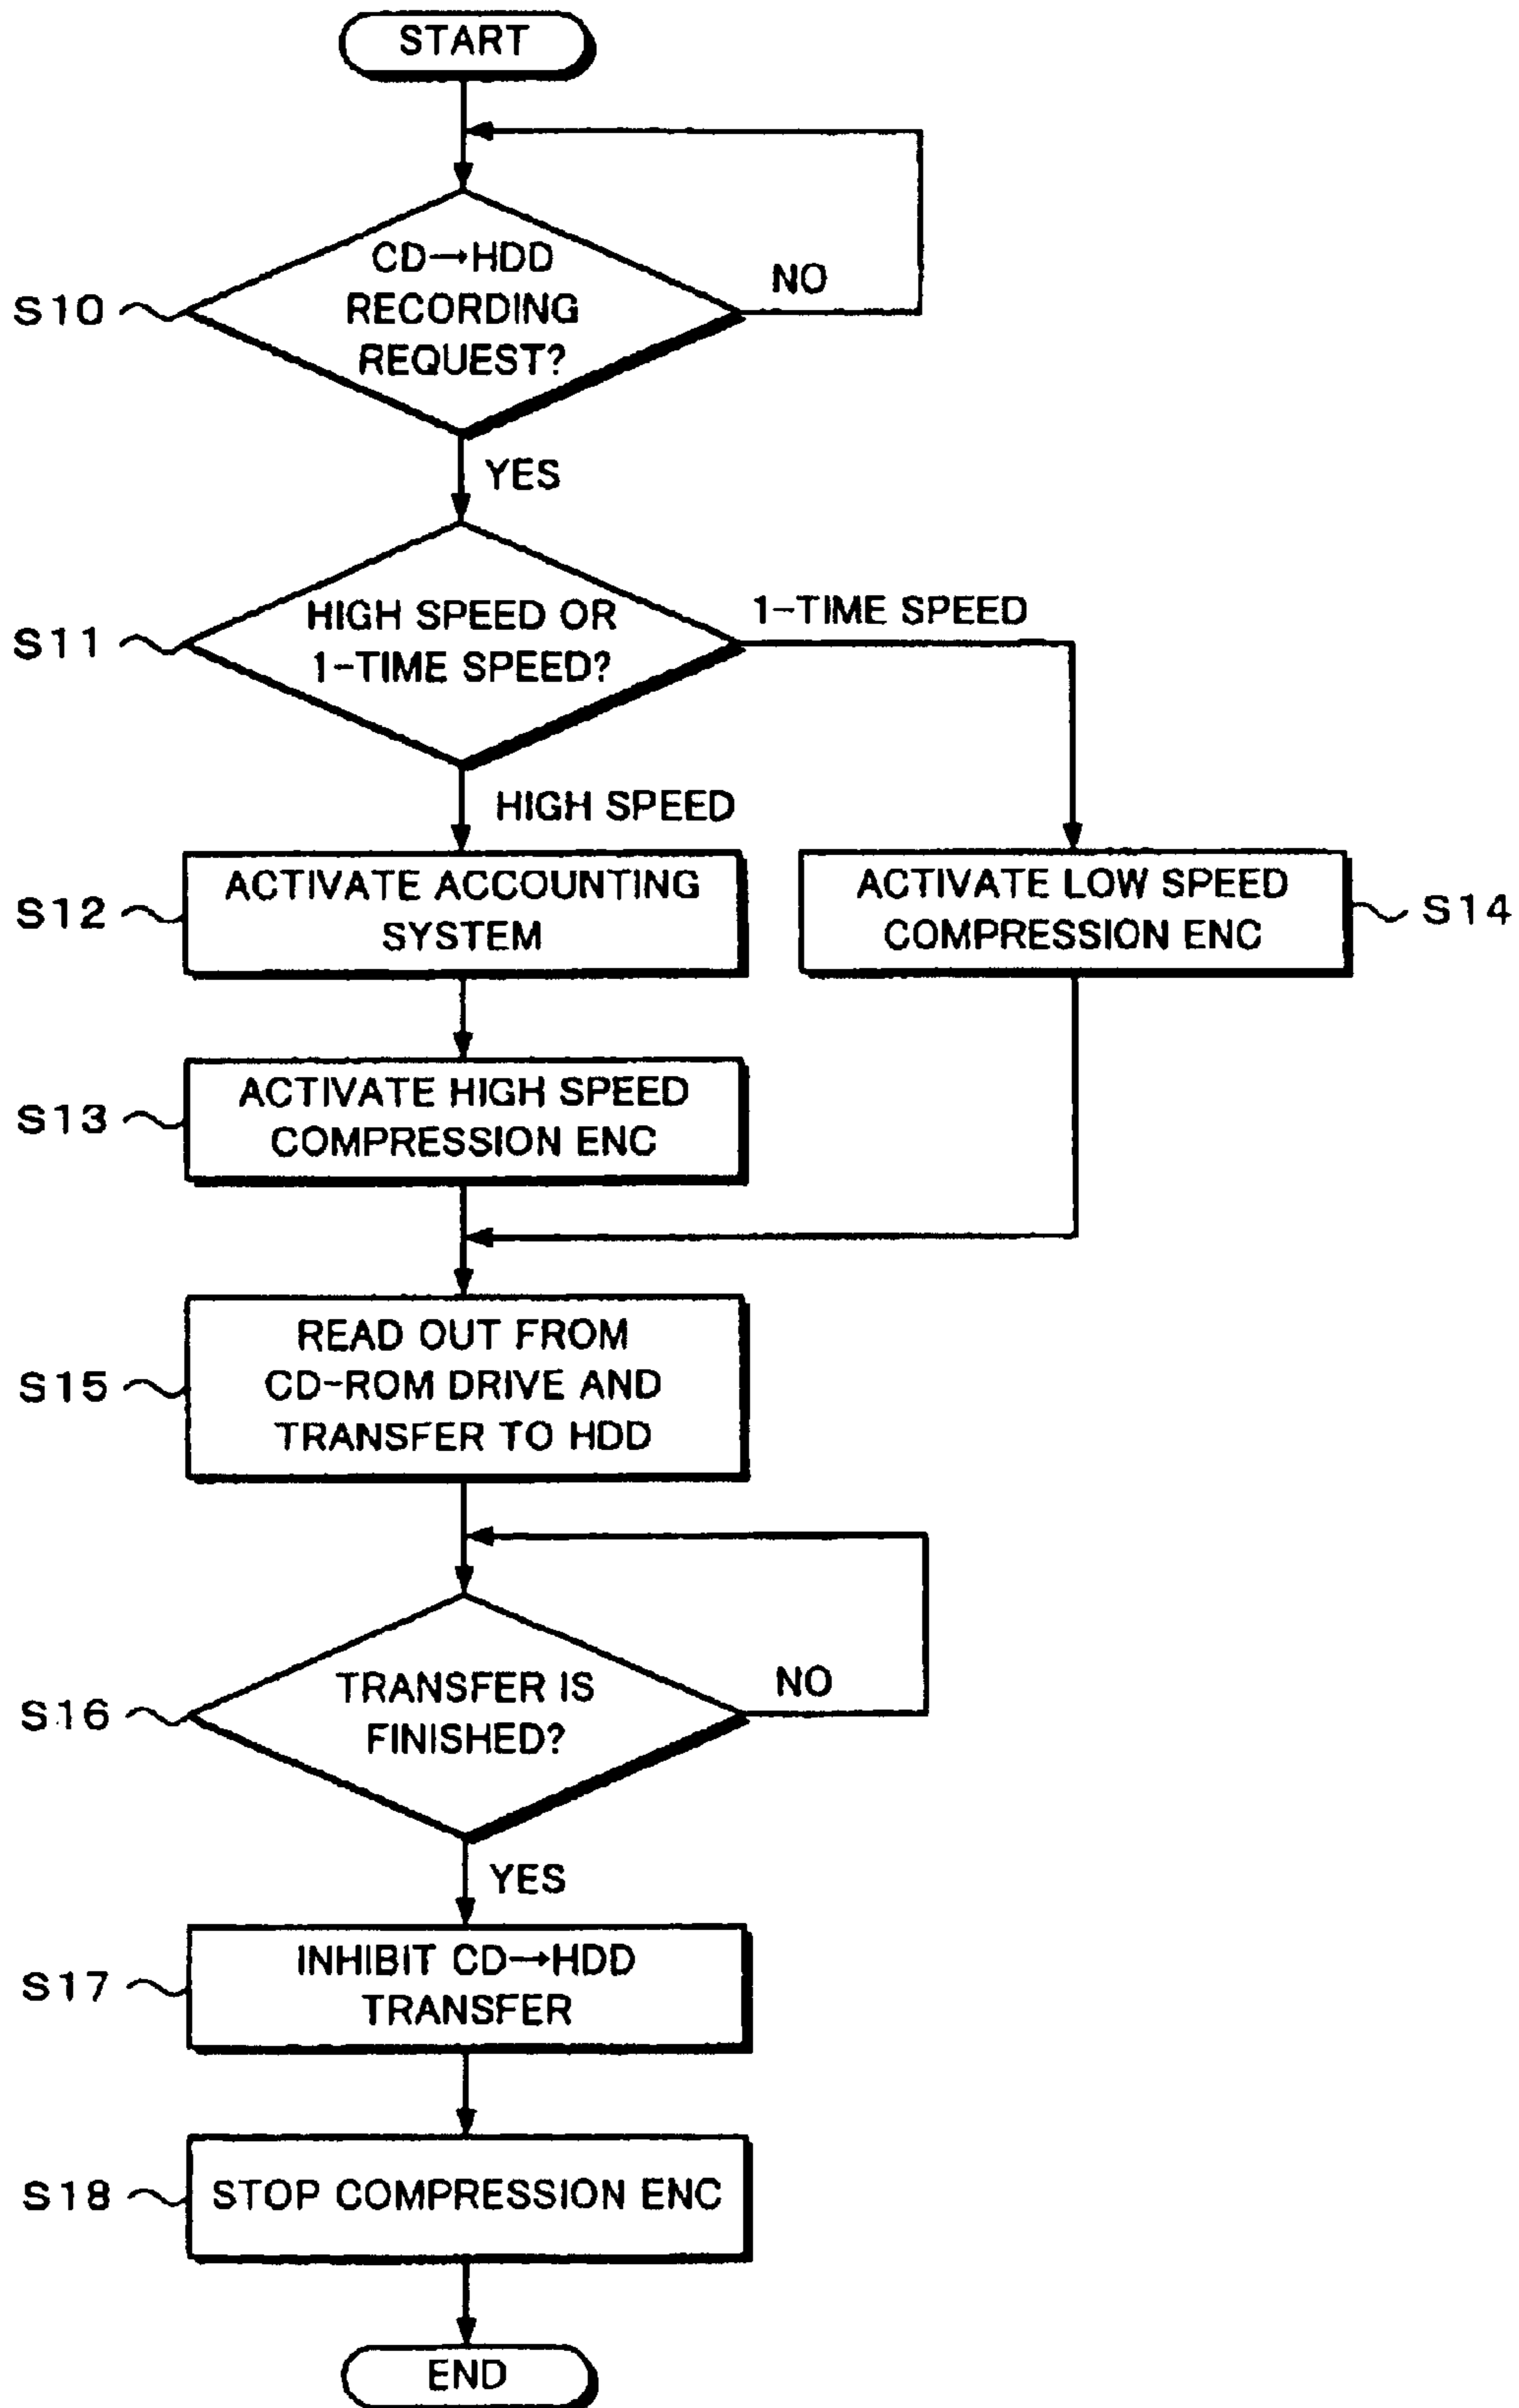 START
CD→HDD
RECORDING
REQUEST?
NO
S10
YES
HIGH SPEED OR
1-TIME SPEED?
1-TIME SPEED
S11
HIGH SPEED
ACTIVATE ACCOUNTING
SYSTEM
S12
ACTIVATE LOW SPEED
COMPRESSION ENC
S14
ACTIVATE HIGH SPEED
COMPRESSION ENC
S13
READ OUT FROM
CD-ROM DRIVE AND
TRANSFER TO HDD
S15
TRANSFER IS
FINISHED?
NO
S16
YES
INHIBIT CD→HDD
TRANSFER
S17
STOP COMPRESSION ENC
S18
END